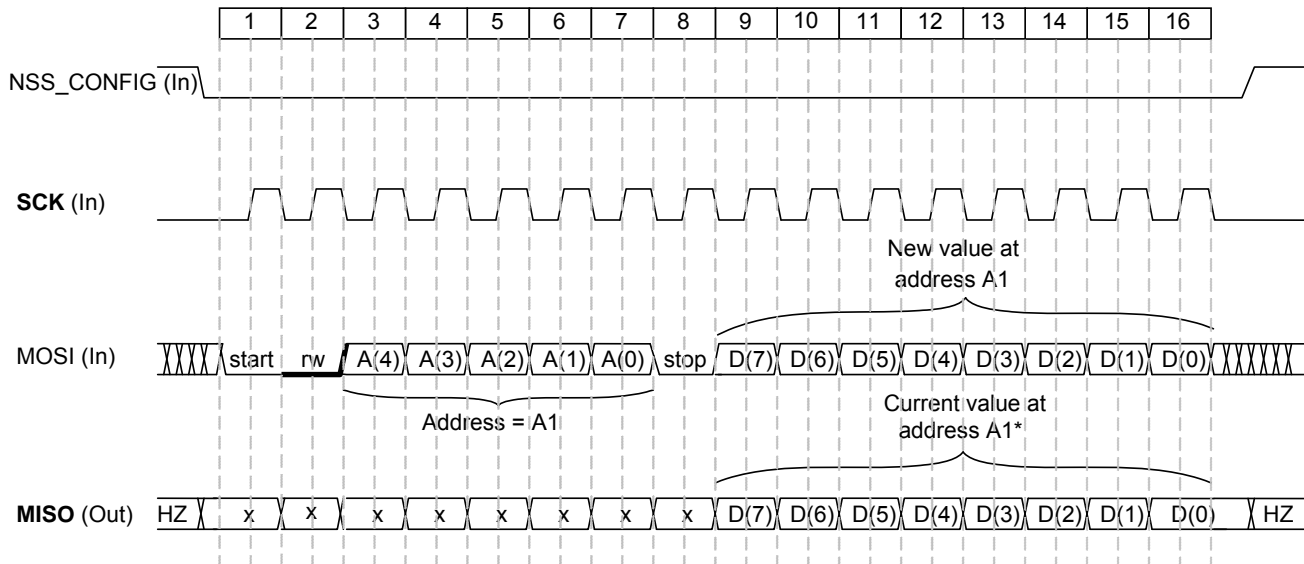 1 2 3 4 5 6 7 8 9 10 11 12 13 14 15 16
NSS_CONFIG (In)
SCK (In)
New value at
address A1
MOSI (In) start rw A(4) A(3) A(2) A(1) A(0) stop D(7) D(6) D(5) D(4) D(3) D(2) D(1) D(0)
Address = A1
Current value at
address A1*
MISO (Out) HZ x x x x x x x x D(7) D(6) D(5) D(4) D(3) D(2) D(1) D(0) HZ